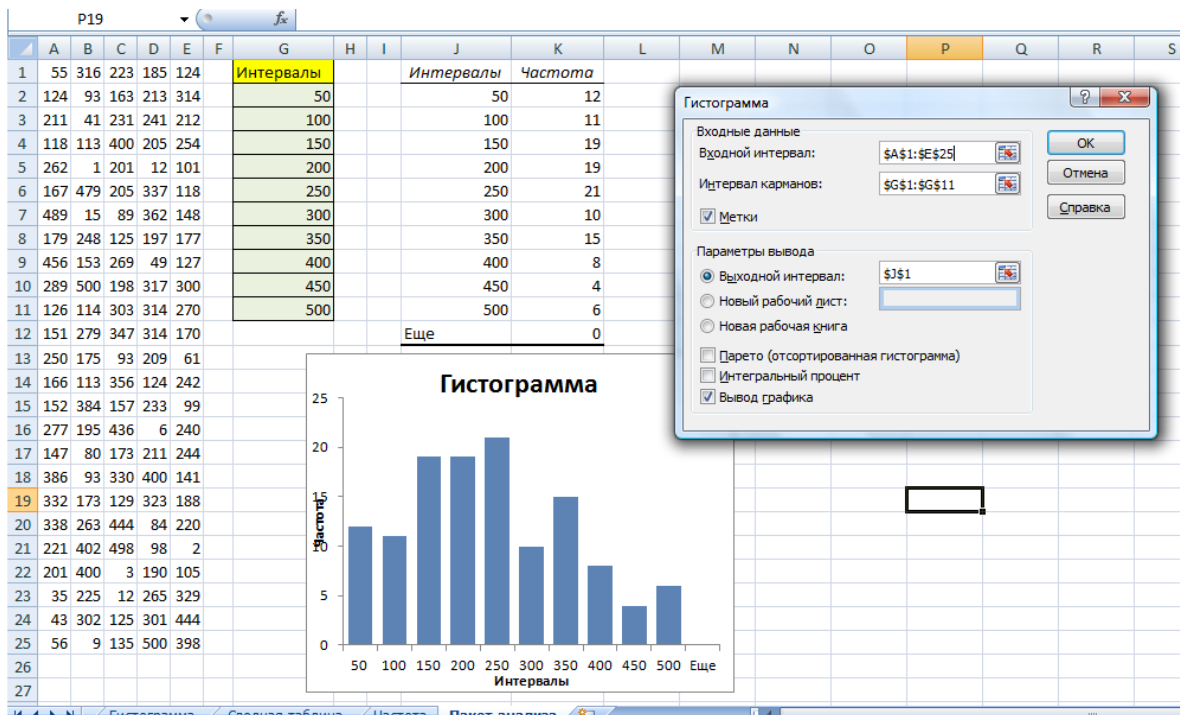 P19 fx
A B C D E F G H I J K L M N O P Q R S
1 55 316 223 185 124 Интервалы Интервалы Частота
2 124 93 163 213 314 50 50 12
3 211 41 231 241 212 100 100 11
4 118 113 400 205 254 150 150 19
5 262 1 201 12 101 200 200 19
6 167 479 205 337 118 250 250 21
7 489 15 89 362 148 300 300 10
8 179 248 125 197 177 350 350 15
9 456 153 269 49 127 400 400 8
10 289 500 198 317 300 450 450 4
11 126 114 303 314 270 500 500 6
12 151 279 347 314 170 Еще 0
13 250 175 93 209 61
14 166 113 356 124 242
15 152 384 157 233 99
16 277 195 436 6 240
17 147 80 173 211 244
18 386 93 330 400 141
19 332 173 129 323 188
20 338 263 444 84 220
21 221 402 498 98 2
22 201 400 3 190 105
23 35 225 12 265 329
24 43 302 125 301 444
25 56 9 135 500 398
26
27
Гистограмма
25
20
15
10
5
0
Частота
50 100 150 200 250 300 350 400 450 500 Еще
Интервалы
Гистограмма ?
Входные данные
Входной интервал: $A$1:$E$25
Интервал карманов: $G$1:$G$11
Метки
OK
Отмена
Справка
Параметры вывода
Выходной интервал: $J$1
Новый рабочий лист:
Новая рабочая книга
Парето (отсортированная гистограмма)
Интегральный процент
Вывод графика
Гистограмма Сводная таблица Частота Пакет анализа